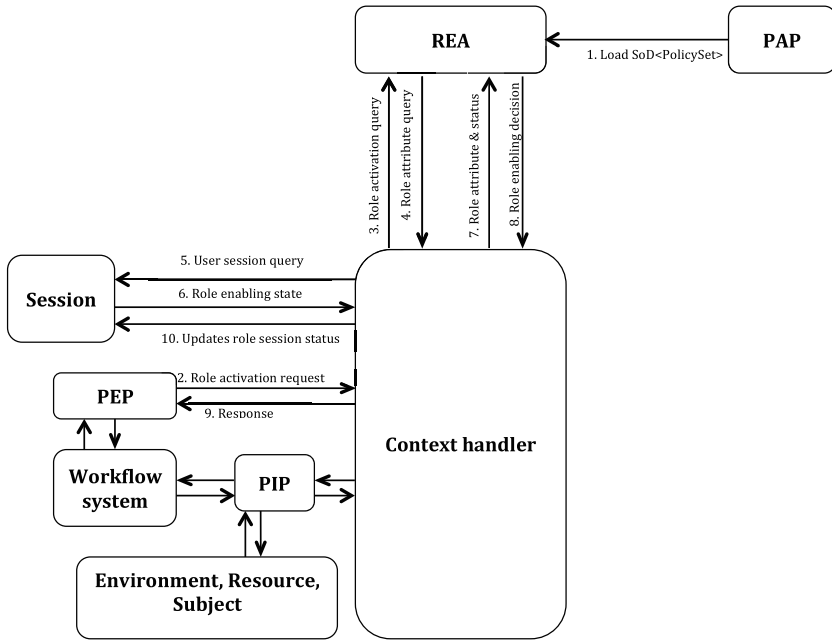 REA
PAP
1. Load SoD<PolicySet>
3. Role activation query
4. Role attribute query
7. Role attribute & status
8. Role enabling decision
5. User session query
Session
6. Role enabling state
10. Updates role session status
2. Role activation request
PEP
9. Response
Context handler
Workflow
system
PIP
Environment, Resource,
Subject